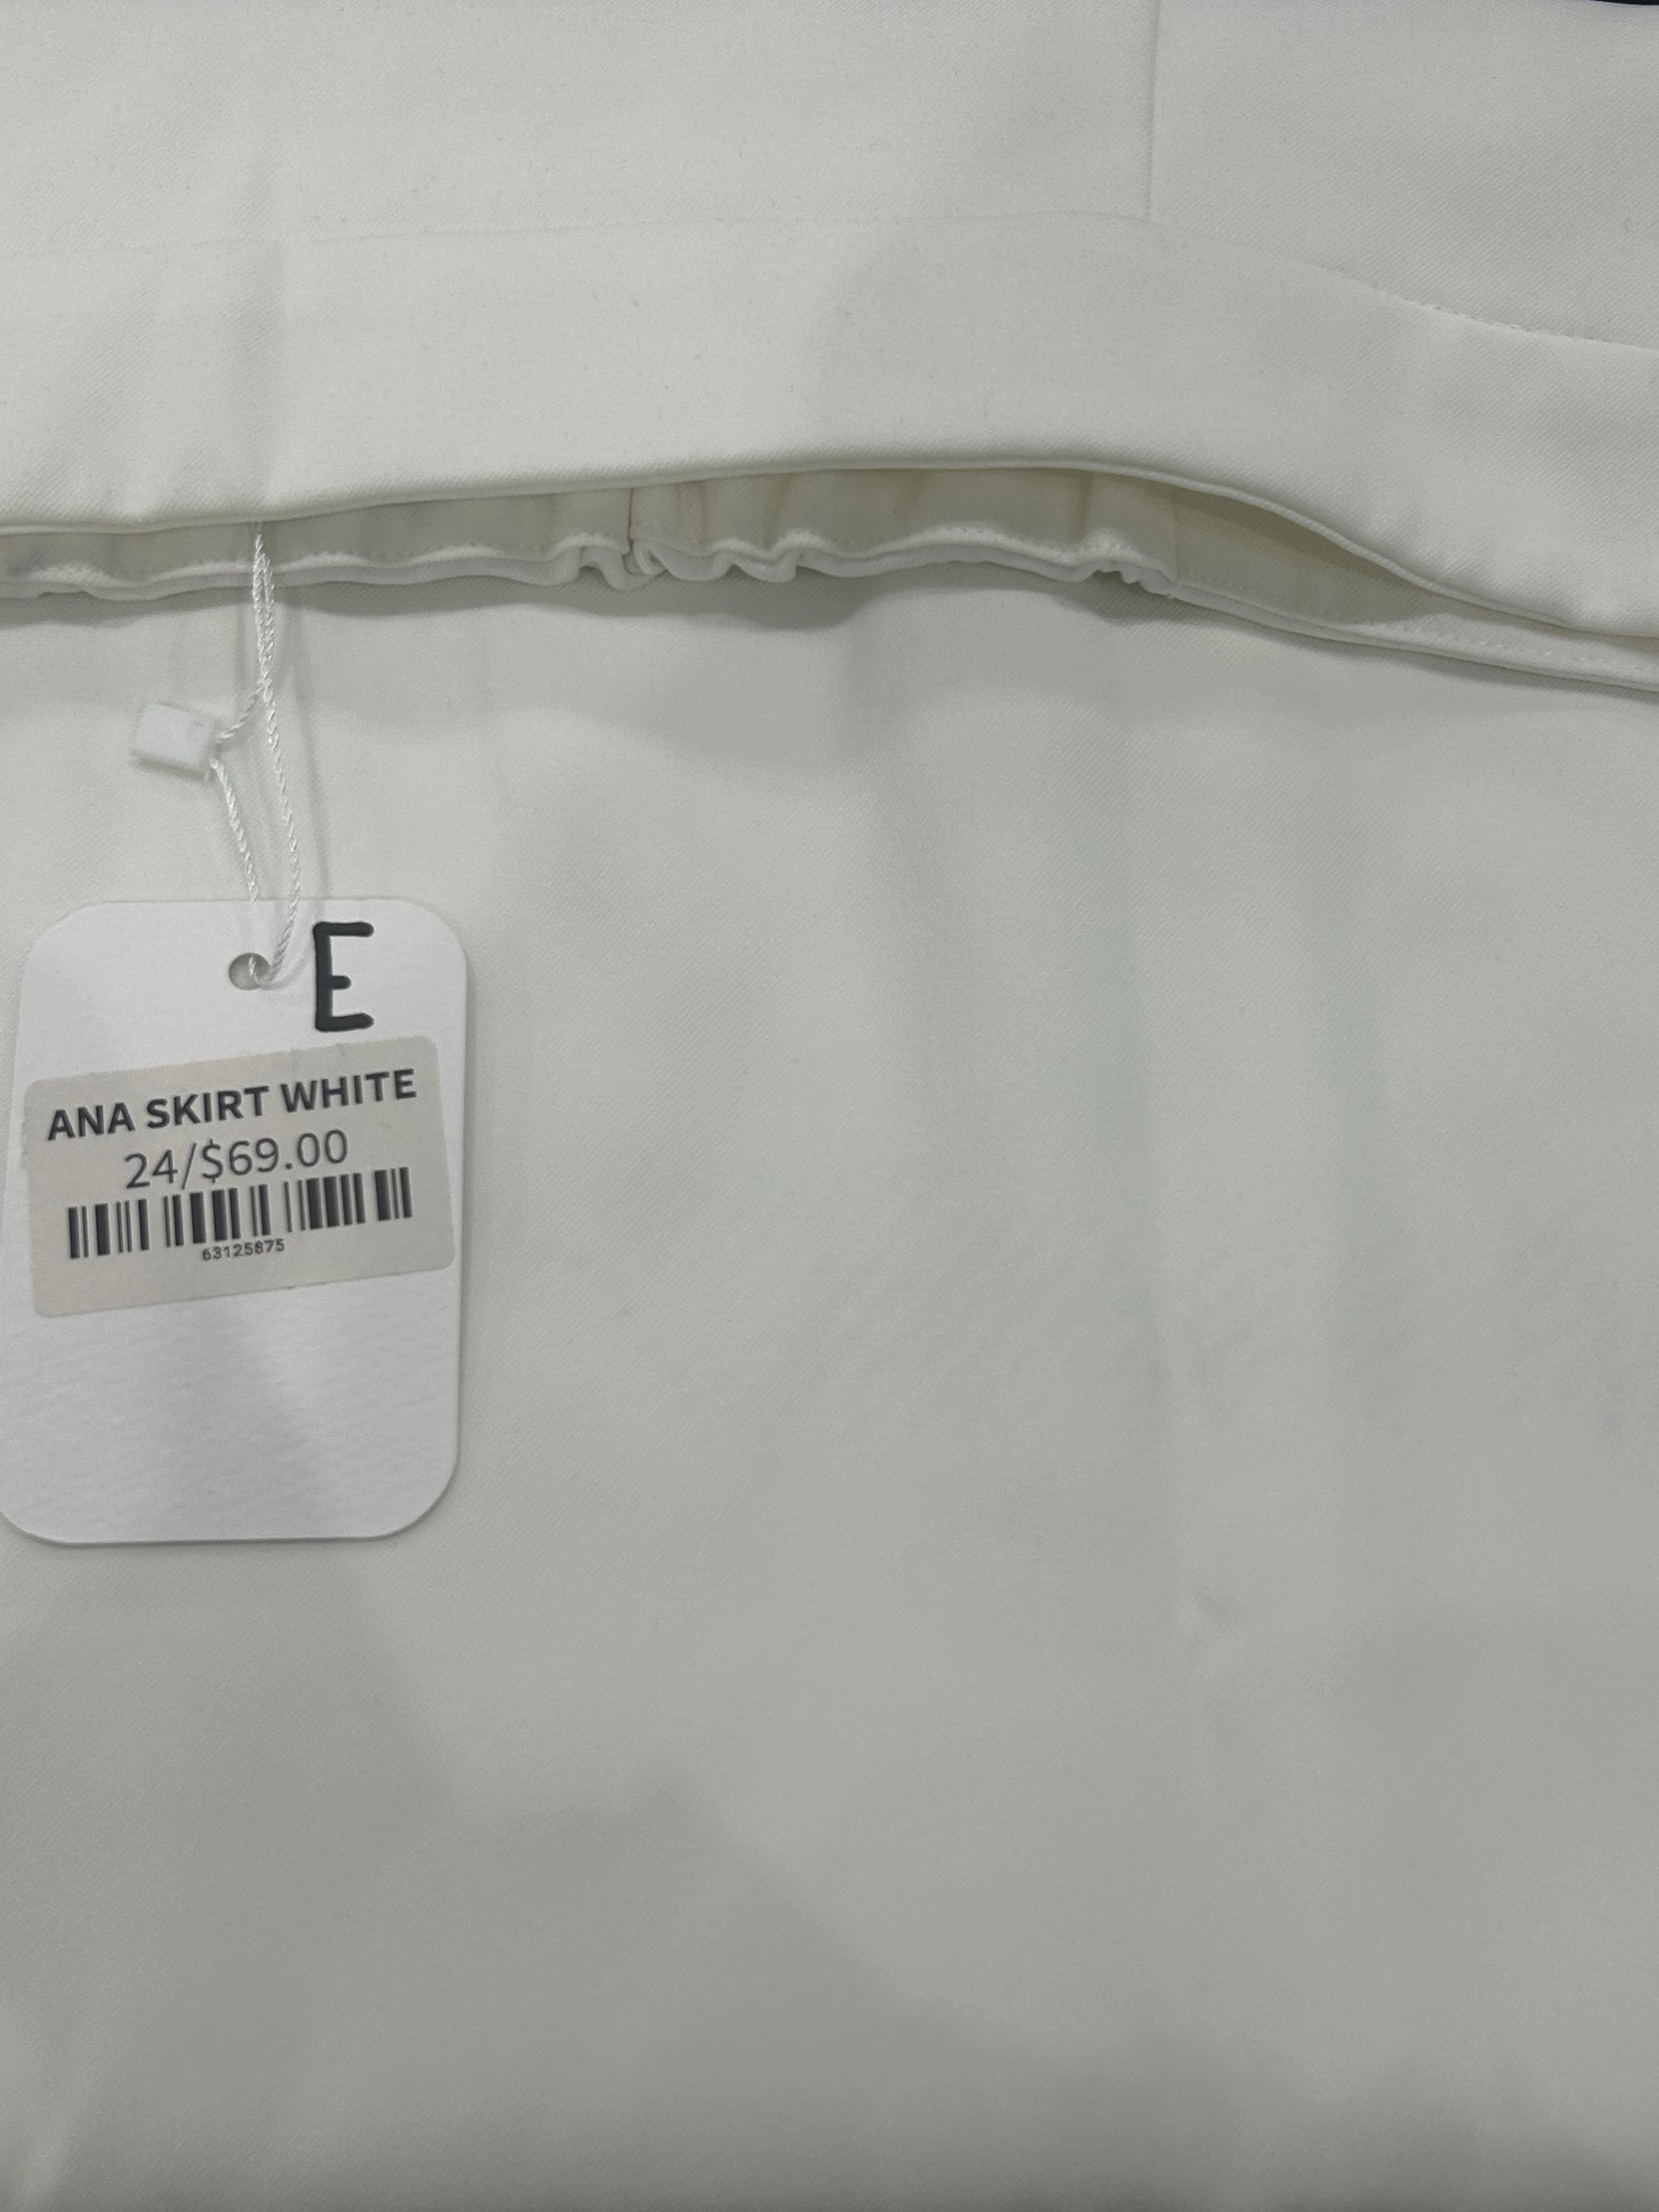 E
ANA SKIRT WHITE
24/$69.00
63125875